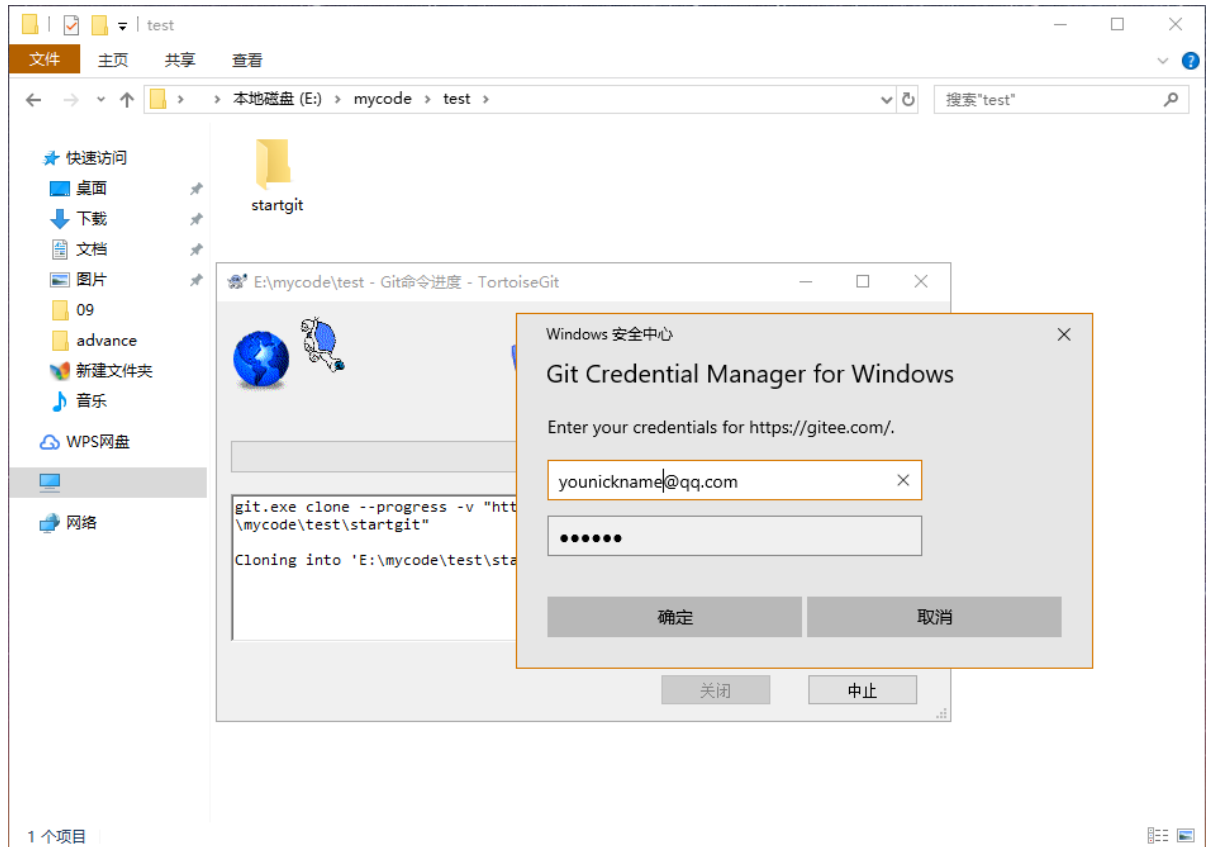 test
文件 主页 共享 查看
本地磁盘 (E:) mycode test
搜索"test"
快速访问
桌面
下载
文档
图片
09
advance
新建文件夹
音乐
WPS网盘
网络
startgit
E:\mycode\test - Git命令进度 - TortoiseGit
git.exe clone --progress -v "htt
\mycode\test\startgit"
Cloning into 'E:\mycode\test\sta
关闭 中止
Windows 安全中心
Git Credential Manager for Windows
Enter your credentials for https://gitee.com/.
younickname@qq.com
●●●●●●
确定 取消
1 个项目